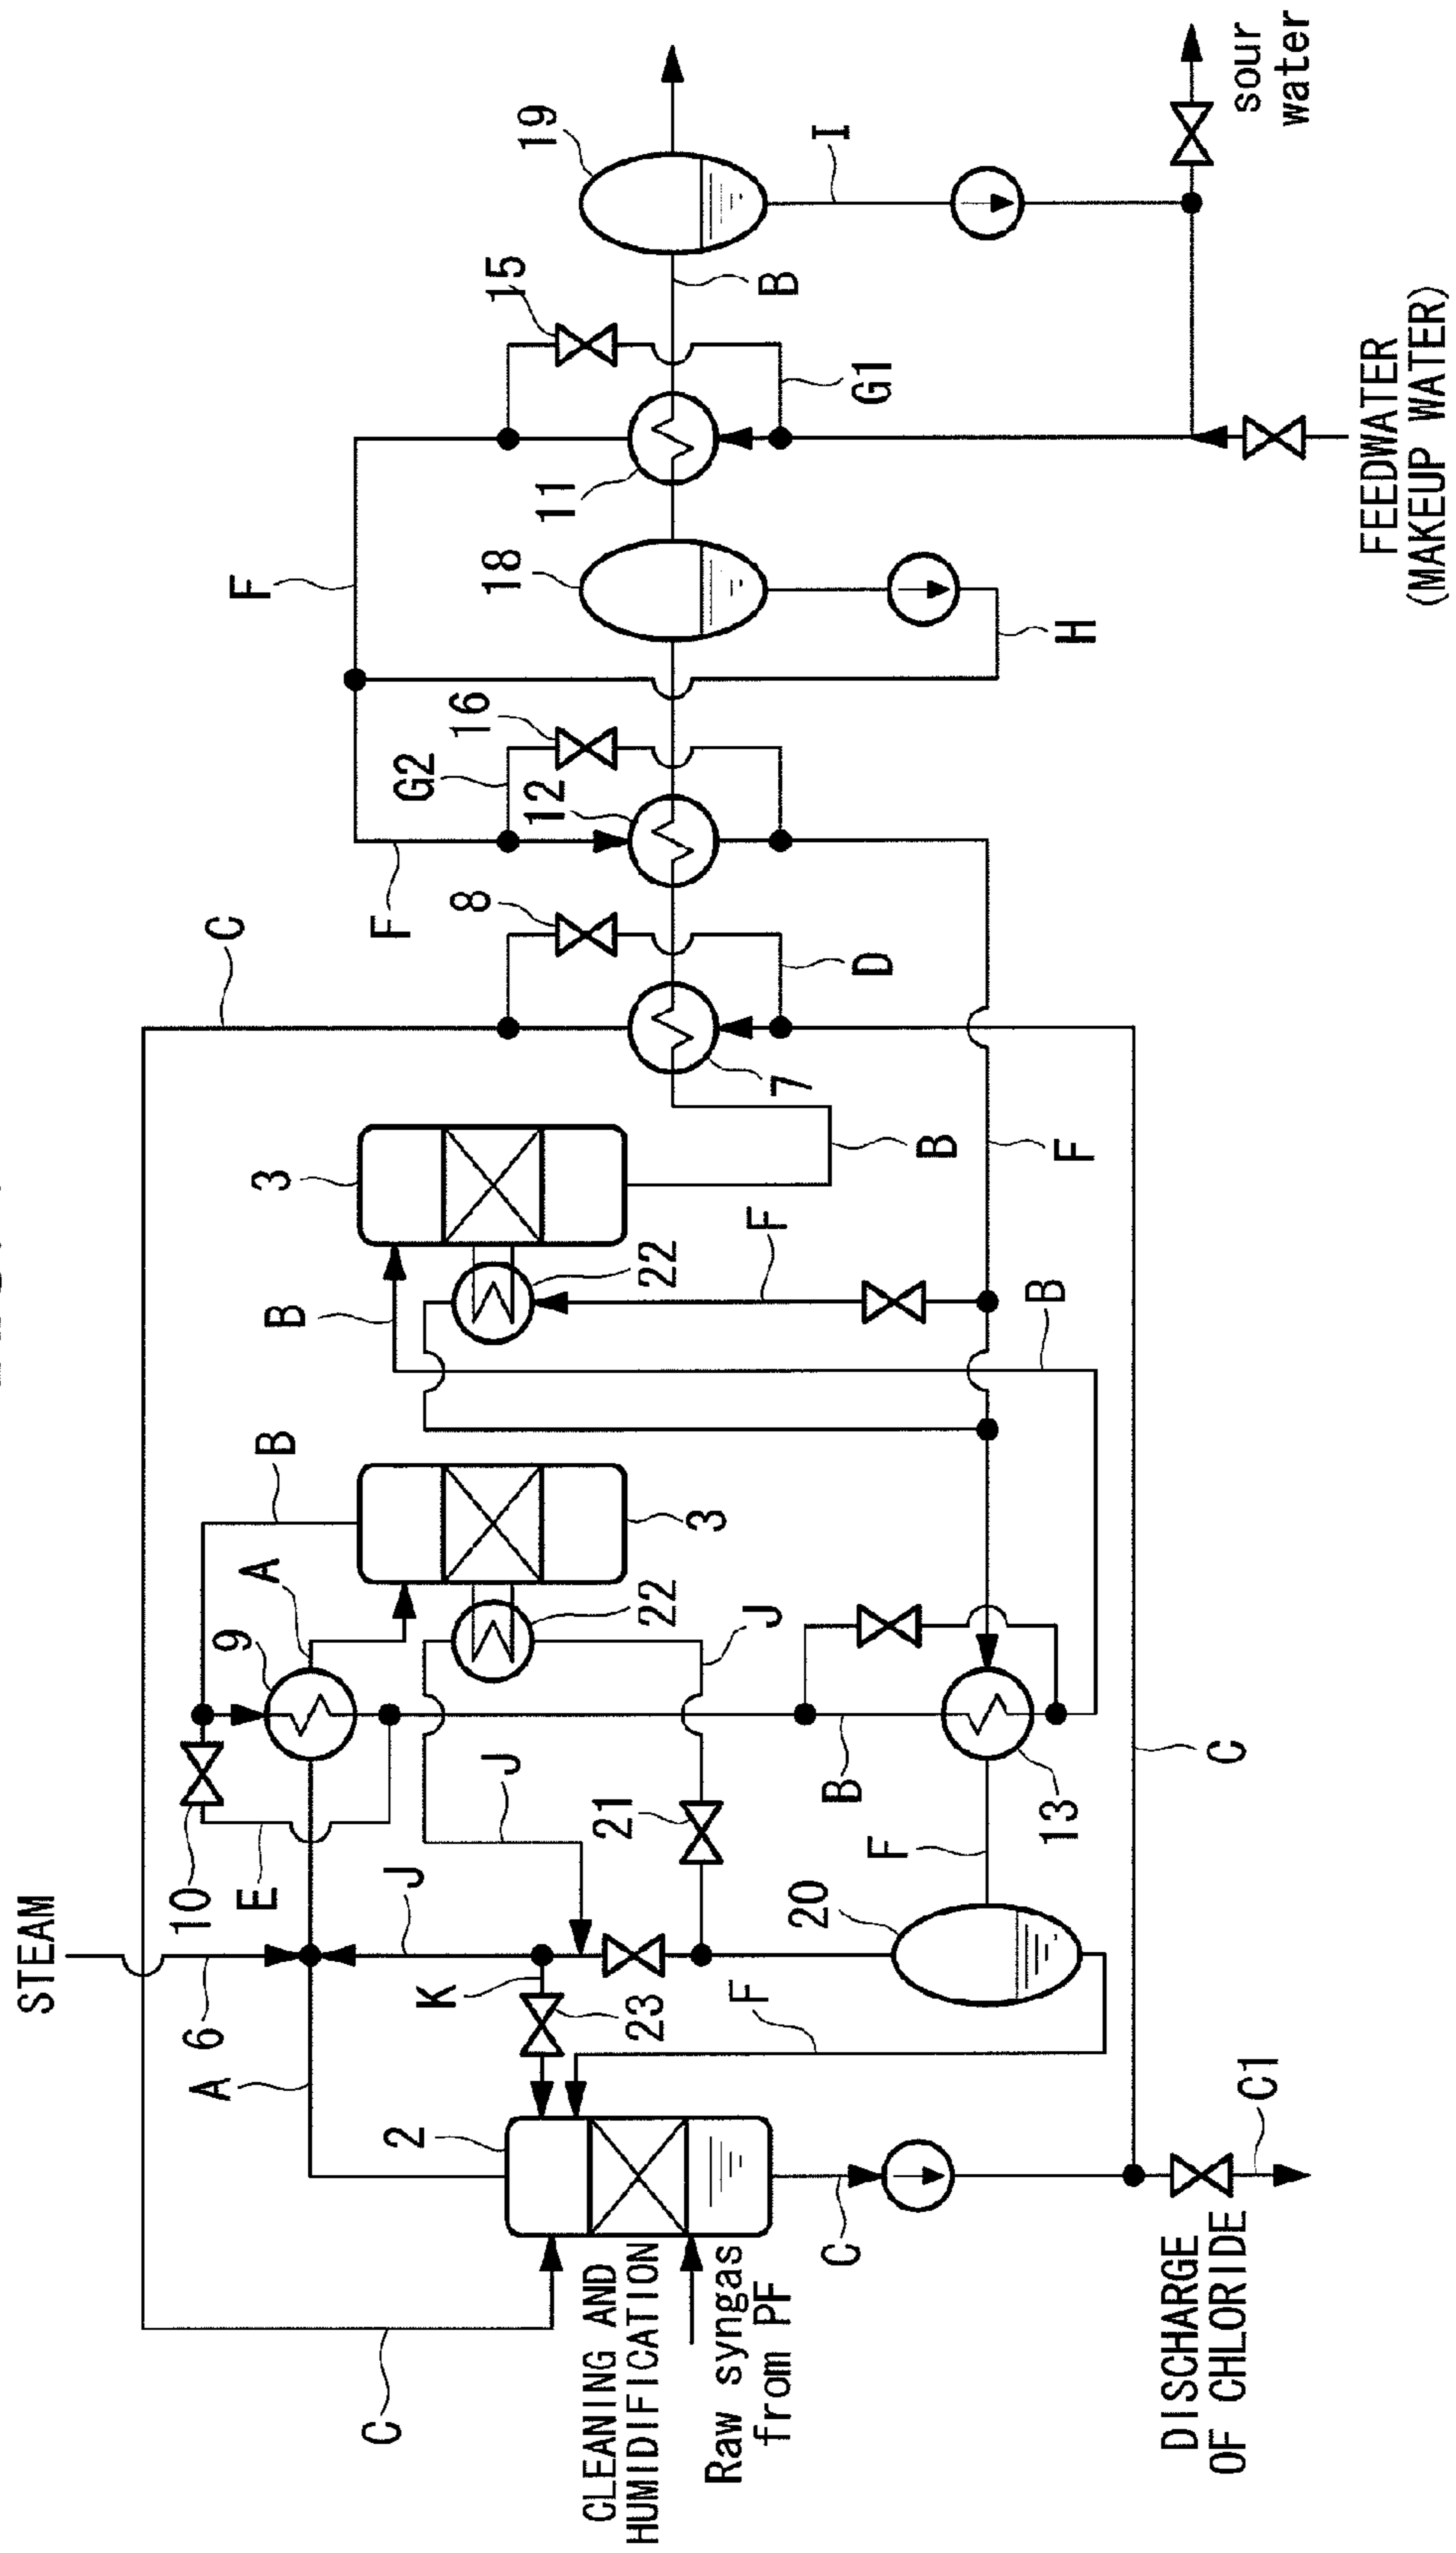 STEAM
6
A
10
9
C
F
E
A
B
3
B
C
2
J
F
G2
K
J
16
8
18
15
19
CLEANING AND
HUMIDIFICATION
23
21
22
22
12
11
Raw syngas
from PF
F
J
3
F
7
B
20
B
C
F
B
D
G1
I
13
B
F
H
DISCHARGE
OF CHLORIDE
C1
C
sour
water
FEEDWATER
(MAKEUP WATER)